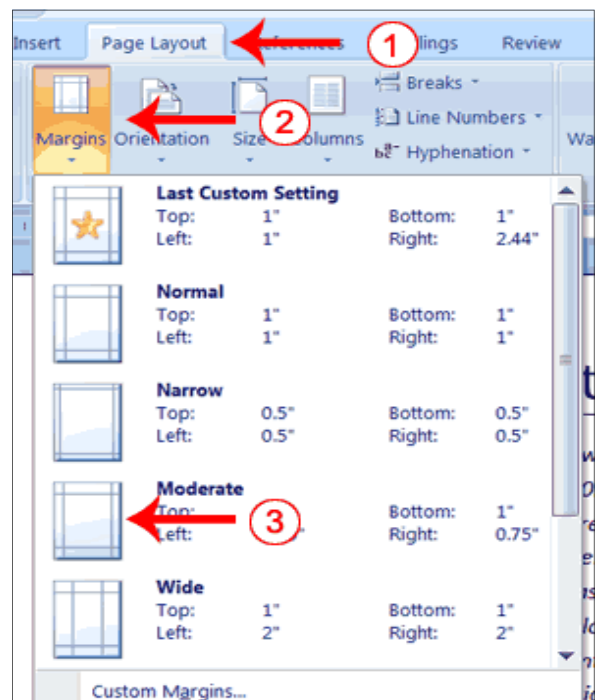 Insert Page Layout 1 Review
Breaks
Margins Orientation Size 2 Columns Line Numbers
Hyphenation
Last Custom Setting
Top: 1" Bottom: 1"
Left: 1" Right: 2.44"
Normal
Top: 1" Bottom: 1"
Left: 1" Right: 1"
Narrow
Top: 0.5" Bottom: 0.5"
Left: 0.5" Right: 0.5"
Moderate
Top: Bottom: 1"
3 Left: Right: 0.75"
Wide
Top: 1" Bottom: 1"
Left: 2" Right: 2"
Custom Margins...